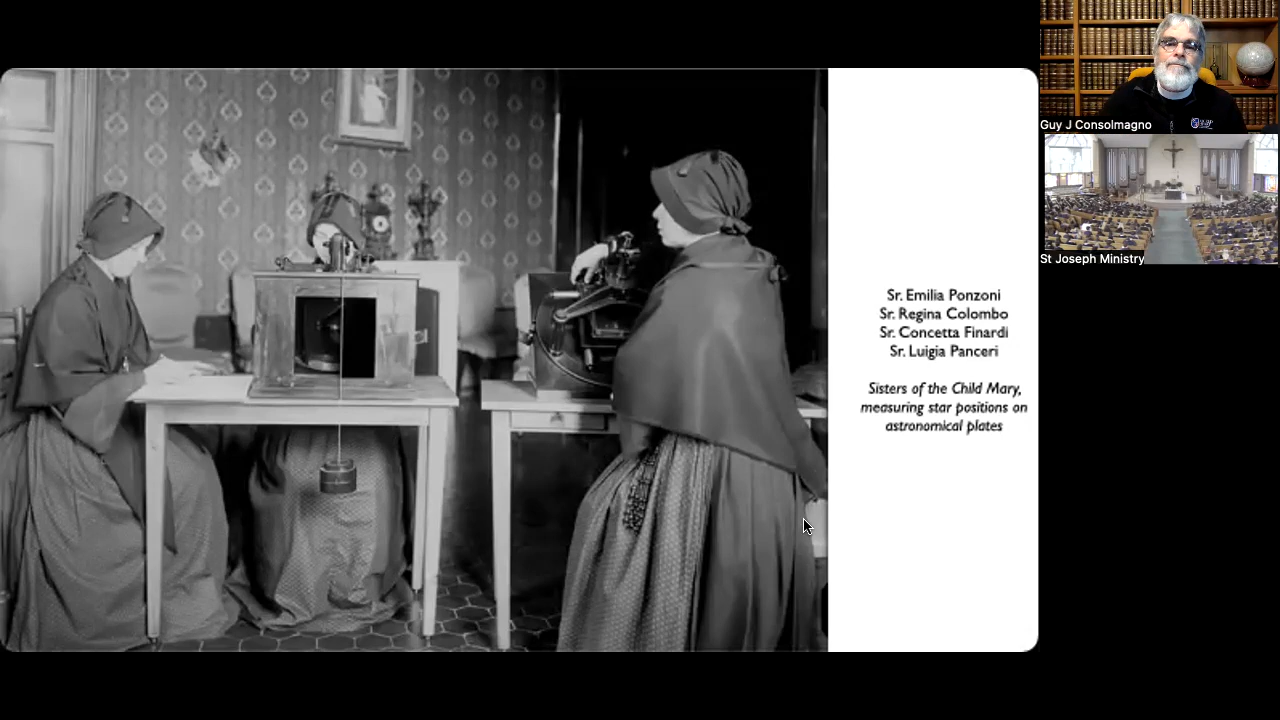 Sr. Emilia Ponzoni
Sr. Regina Colombo
Sr. Concetta Finardi
Sr. Luigia Panceri
Sisters of the Child Mary,
measuring star positions on
astronomical plates
Guy J Consolmagno
St Joseph Ministry